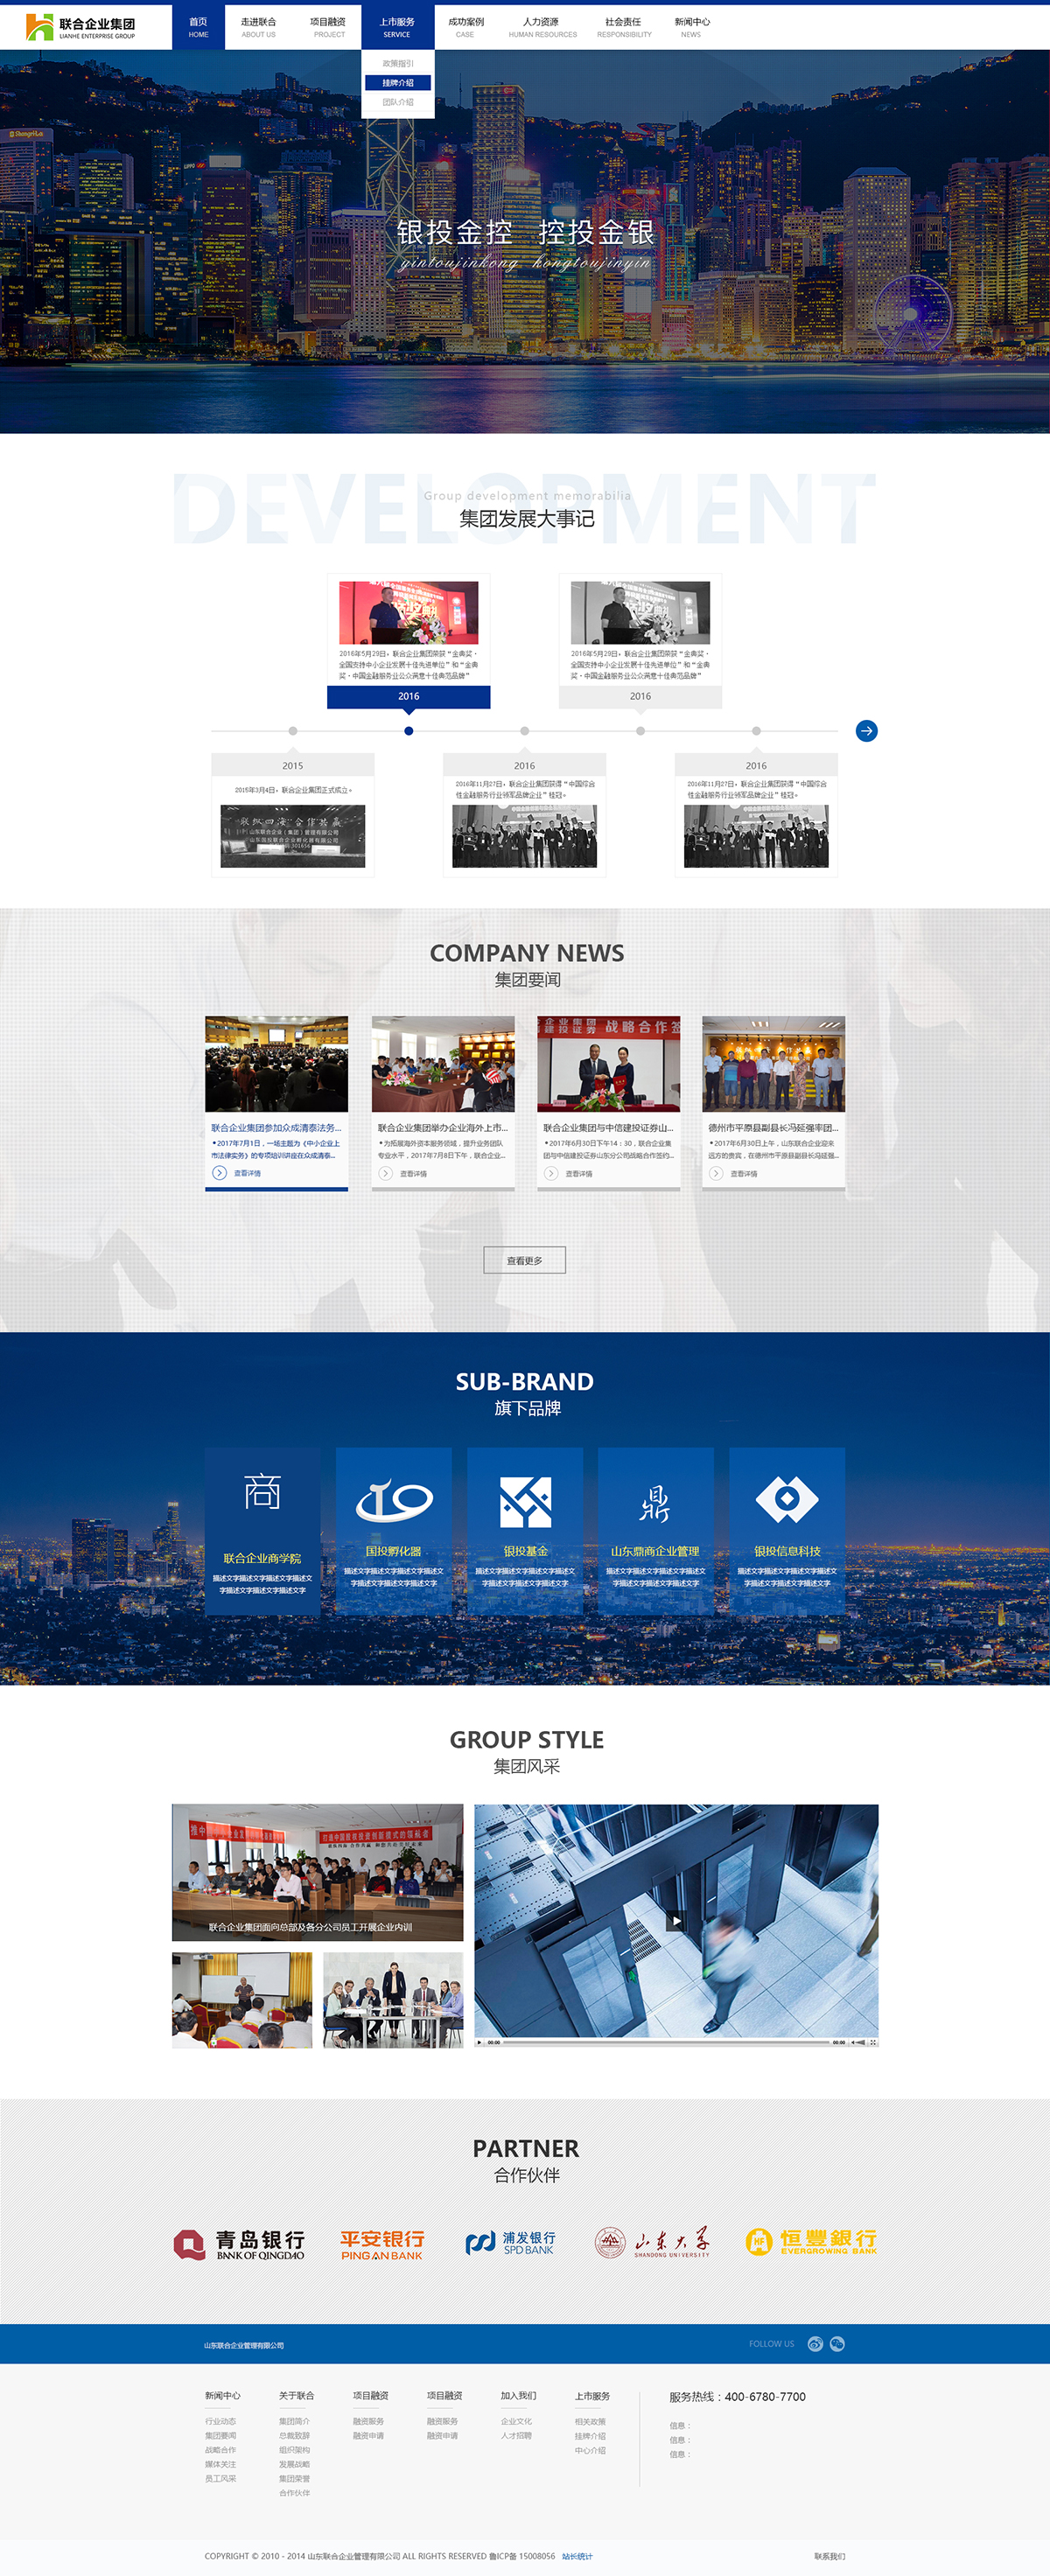 联合企业集团
LIANHE ENTERPRISE GROUP
首页
HOME
走进联合
ABOUT US
项目融资
PROJECT
上市服务
SERVICE
成功案例
CASE
人力资源
HUMAN RESOURCES
社会责任
RESPONSIBILITY
新闻中心
NEWS
政策指引
挂牌介绍
团队介绍
银投金控 控投金银
yintoujinkong kongtoujinyin
DEVELOPMENT
Group development memorabilia
集团发展大事记
2016年5月29日,联合企业集团荣获“金典奖·
全国支持中小企业发展十佳先进单位”和“金典
奖·中国金融服务业公众满意十佳典范品牌”
2016
2016年5月29日,联合企业集团荣获“金典奖·
全国支持中小企业发展十佳先进单位”和“金典
奖·中国金融服务业公众满意十佳典范品牌”
2016
2015
2015年3月4日,联合企业集团正式成立。
联纵四海 合作共赢
2016
2016年11月27日,联合企业集团获得“中国综合
性金融服务行业领军品牌企业”桂冠。
2016
2016年11月27日,联合企业集团获得“中国综合
性金融服务行业领军品牌企业”桂冠。
COMPANY NEWS
集团要闻
联合企业集团参加众成清泰法务...
•2017年7月1日,一场主题为《中小企业上
市法律实务》的专项培训讲座在众成清泰...
查看详情
联合企业集团举办企业海外上市...
•为拓展海外资本服务领域,提升业务团队
专业水平,2017年7月8日下午,联合企业...
查看详情
联合企业集团与中信建投证券山...
•2017年6月30日下午14:30,联合企业集
团与中信建投证券山东分公司战略合作签约...
查看详情
德州市平原县副县长冯延强率团...
•2017年6月30日上午,山东联合企业迎来
远方的贵宾,在德州市平原县副县长冯延强...
查看详情
查看更多
SUB-BRAND
旗下品牌
商
联合企业商学院
描述文字描述文字描述文字描述文
字描述文字描述文字描述文字
国投孵化器
描述文字描述文字描述文字描述文
字描述文字描述文字描述文字
银投基金
描述文字描述文字描述文字描述文
字描述文字描述文字描述文字
鼎
山东鼎商企业管理
描述文字描述文字描述文字描述文
字描述文字描述文字描述文字
银投信息科技
描述文字描述文字描述文字描述文
字描述文字描述文字描述文字
GROUP STYLE
集团风采
联合企业集团面向总部及各分公司员工开展企业内训
00:00
00:00
PARTNER
合作伙伴
青岛银行
BANK OF QINGDAO
平安银行
PINGAN BANK
浦发银行
SPD BANK
山东大学
SHANDONG UNIVERSITY
恒豐銀行
EVERGROWING BANK
山东联合企业管理有限公司
FOLLOW US
新闻中心
行业动态
集团要闻
战略合作
媒体关注
员工风采
关于联合
集团简介
总裁致辞
组织架构
发展战略
集团荣誉
合作伙伴
项目融资
融资服务
融资申请
项目融资
融资服务
融资申请
加入我们
企业文化
人才招聘
上市服务
相关政策
挂牌介绍
中心介绍
服务热线:400-6780-7700
信息:
信息:
信息:
COPYRIGHT © 2010 - 2014 山东联合企业管理有限公司 ALL RIGHTS RESERVED 鲁ICP备 15008056 站长统计
联系我们